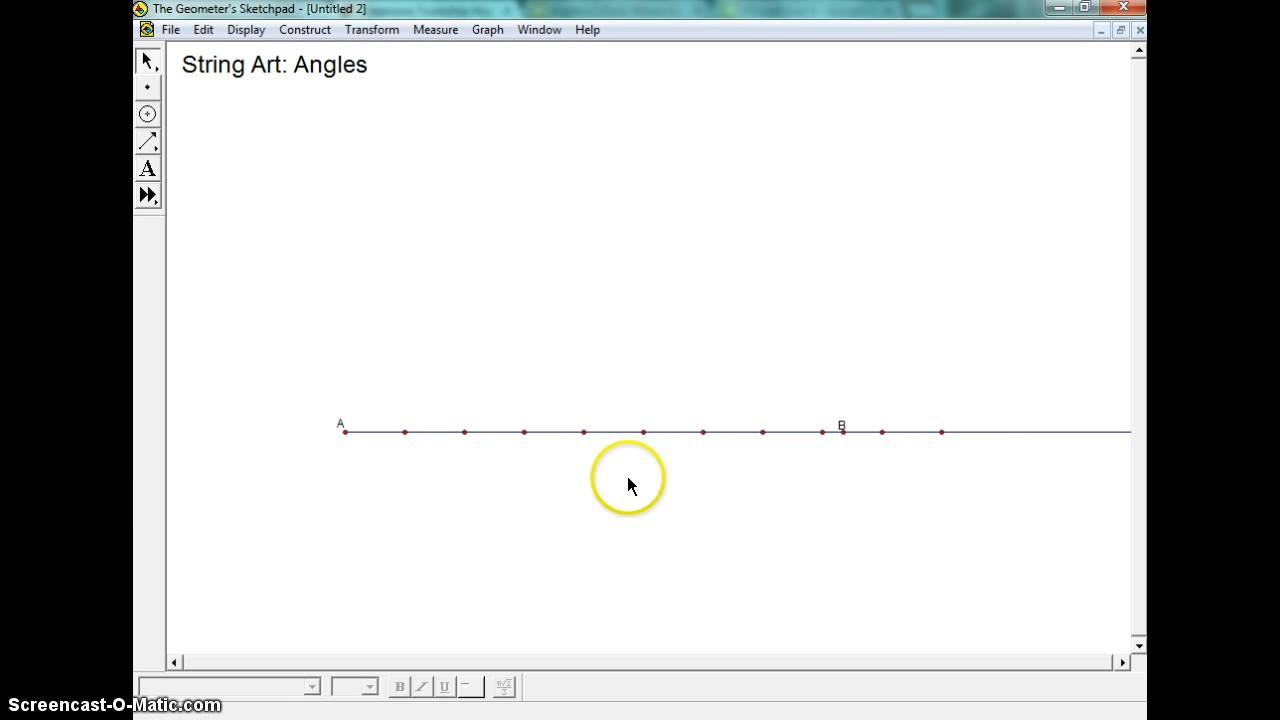 The Geometer's Sketchpad - [Untitled 2]
File Edit Display Construct Transform Measure Graph Window Help
String Art: Angles
A
A
B
B I U
Screencast-O-Matic.com